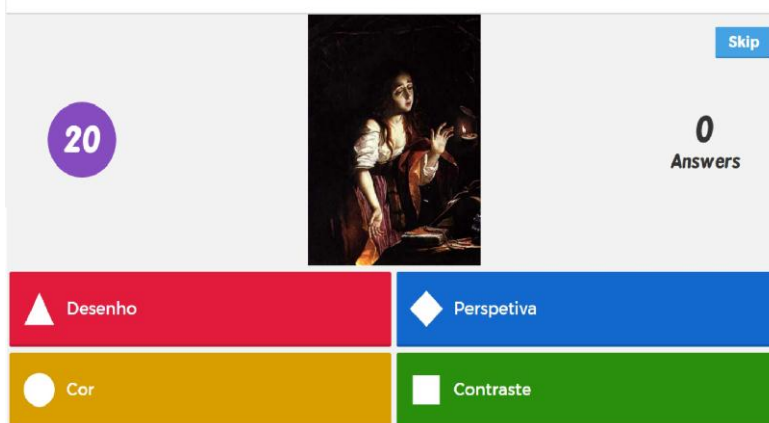 Skip
20
0
Answers
Desenho
Perspetiva
Cor
Contraste